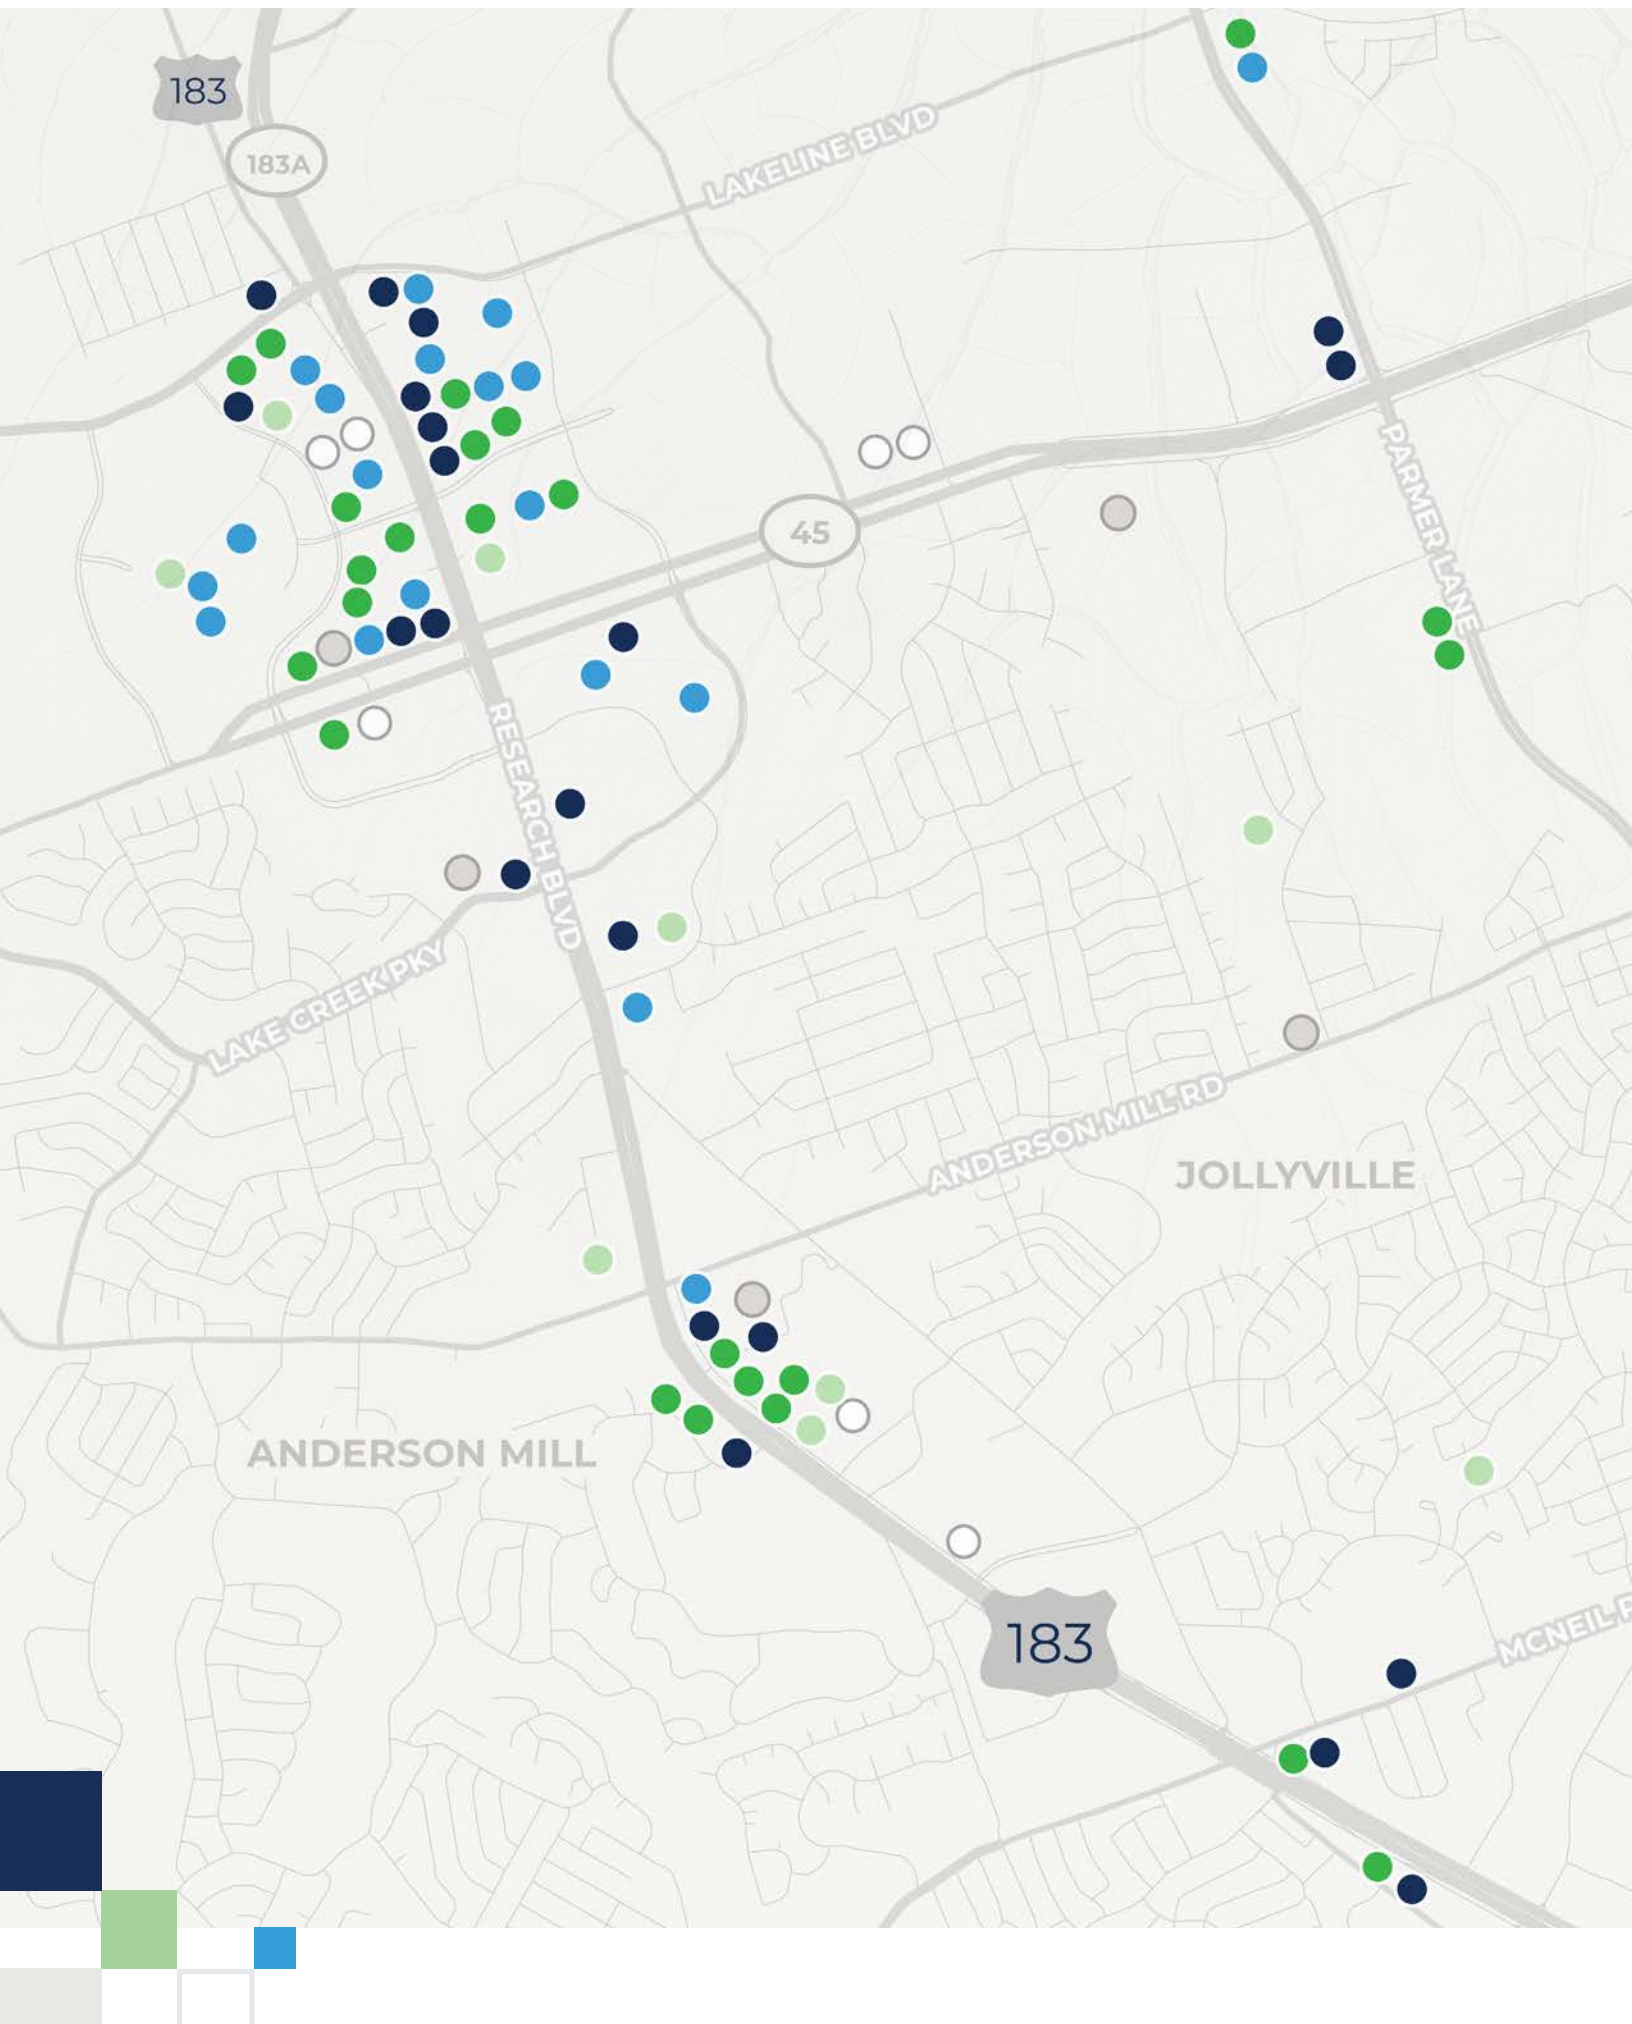 183
183A
LAKELINE BLVD
45
PARMER LANE
RESEARCH BLVD
LAKE CREEK PKY
ANDERSON MILL RD
JOLLYVILLE
ANDERSON MILL
183
MCNEIL